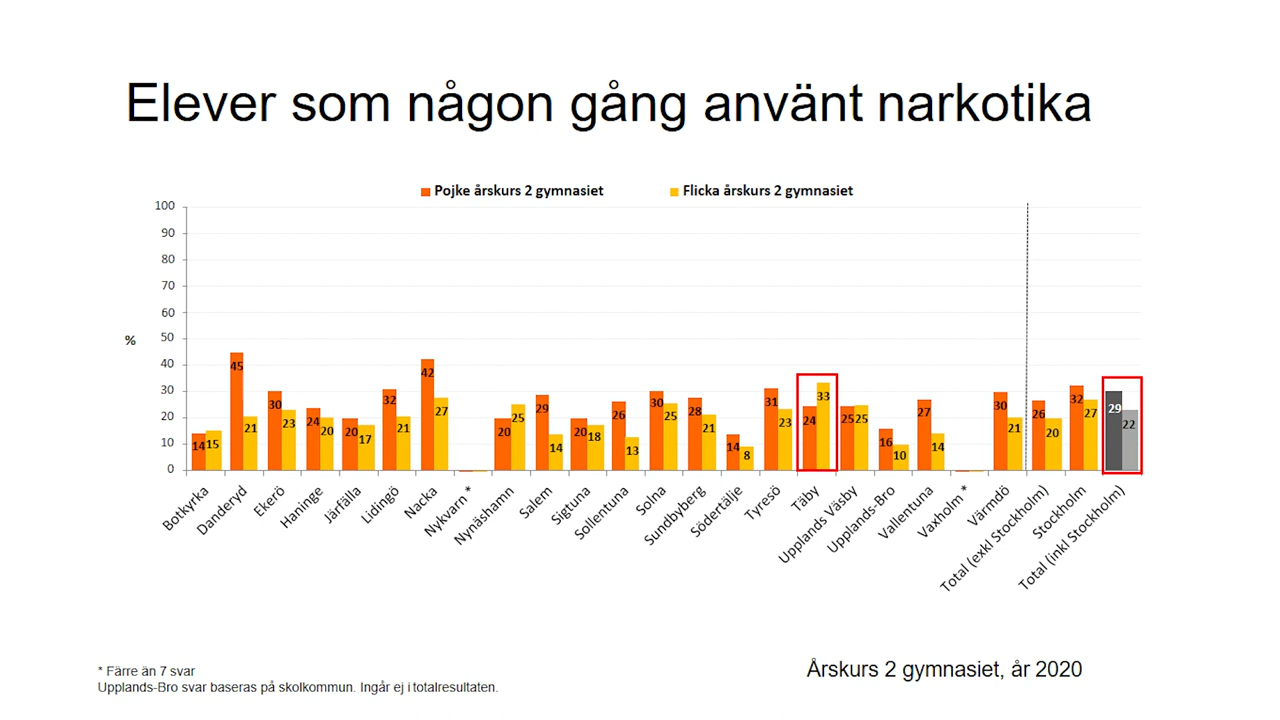 Elever som någon gång använt narkotika
Pojke årskurs 2 gymnasiet
Flicka årskurs 2 gymnasiet
100
90
80
70
60
50
40
30
20
10
0
%
14 15
45 21
30 23
24 20
20 17
32 21
42 27
20 25
29 14
20 18
26 13
30 25
28 21
14 8
31 23
24 33
25 25
16 10
27 14
30 21
26 20
32 27
29 22
Botkyrka
Danderyd
Ekerö
Haninge
Järfälla
Lidingö
Nacka
Nykvarn *
Nynäshamn
Salem
Sigtuna
Sollentuna
Solna
Sundbyberg
Södertälje
Tyresö
Täby
Upplands Väsby
Upplands-Bro
Vallentuna
Vaxholm *
Värmdö
Total (exkl Stockholm)
Stockholm
Total (inkl Stockholm)
* Färre än 7 svar
Upplands-Bro svar baseras på skolkommun. Ingår ej i totalresultaten.
Årskurs 2 gymnasiet, år 2020